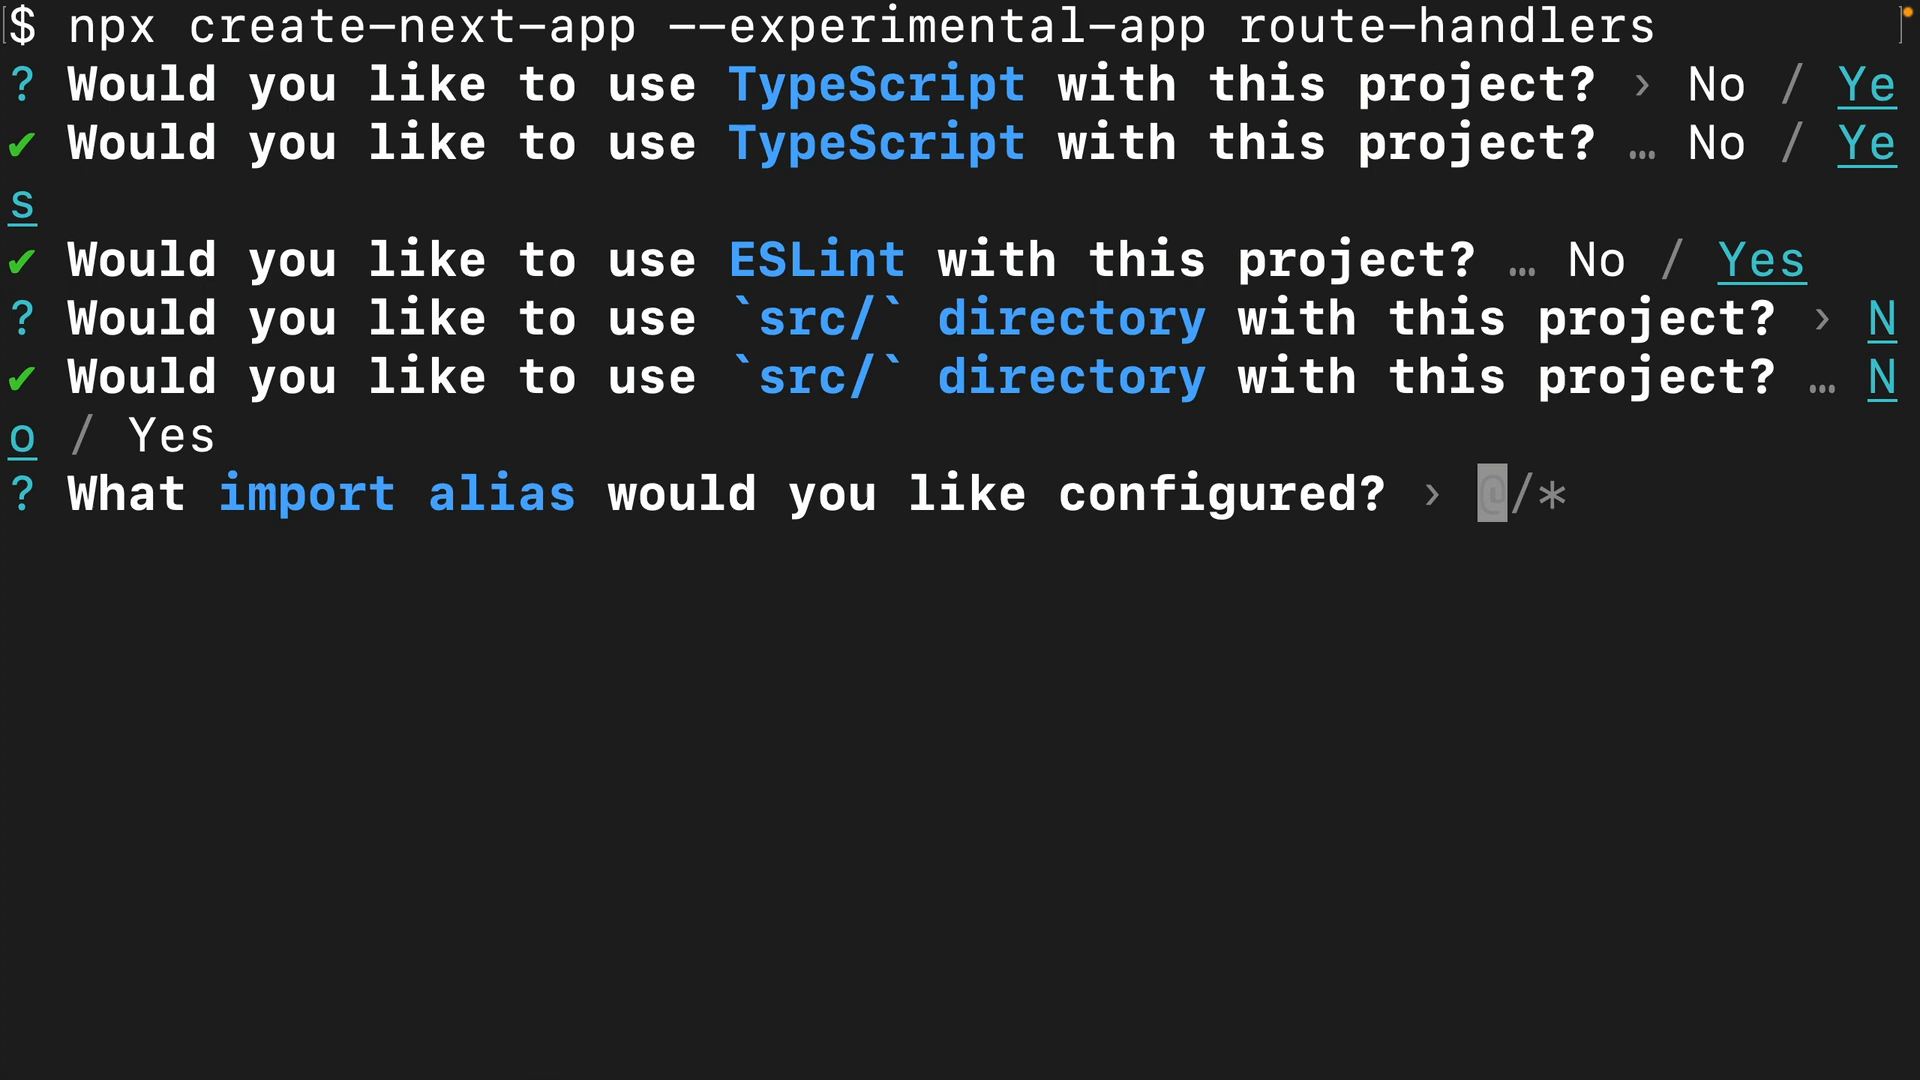 $ npx create-next-app --experimental-app route-handlers
? Would you like to use TypeScript with this project? › No / Ye
✔ Would you like to use TypeScript with this project? … No / Ye
s
✔ Would you like to use ESLint with this project? … No / Yes
? Would you like to use `src/` directory with this project? › N
✔ Would you like to use `src/` directory with this project? … N
o / Yes
? What import alias would you like configured? › @/*